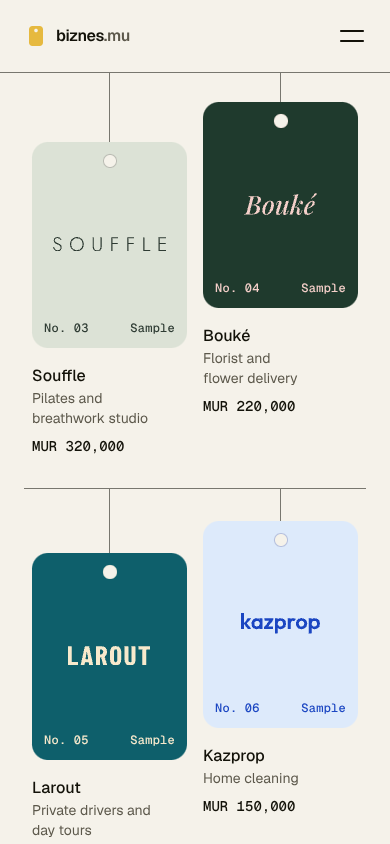 biznes.mu
SOUFFLE
No. 03 Sample
Souffle
Pilates and
breathwork studio
MUR 320,000
Bouké
No. 04 Sample
Bouké
Florist and
flower delivery
MUR 220,000
LAROUT
No. 05 Sample
Larout
Private drivers and
day tours
kazprop
No. 06 Sample
Kazprop
Home cleaning
MUR 150,000